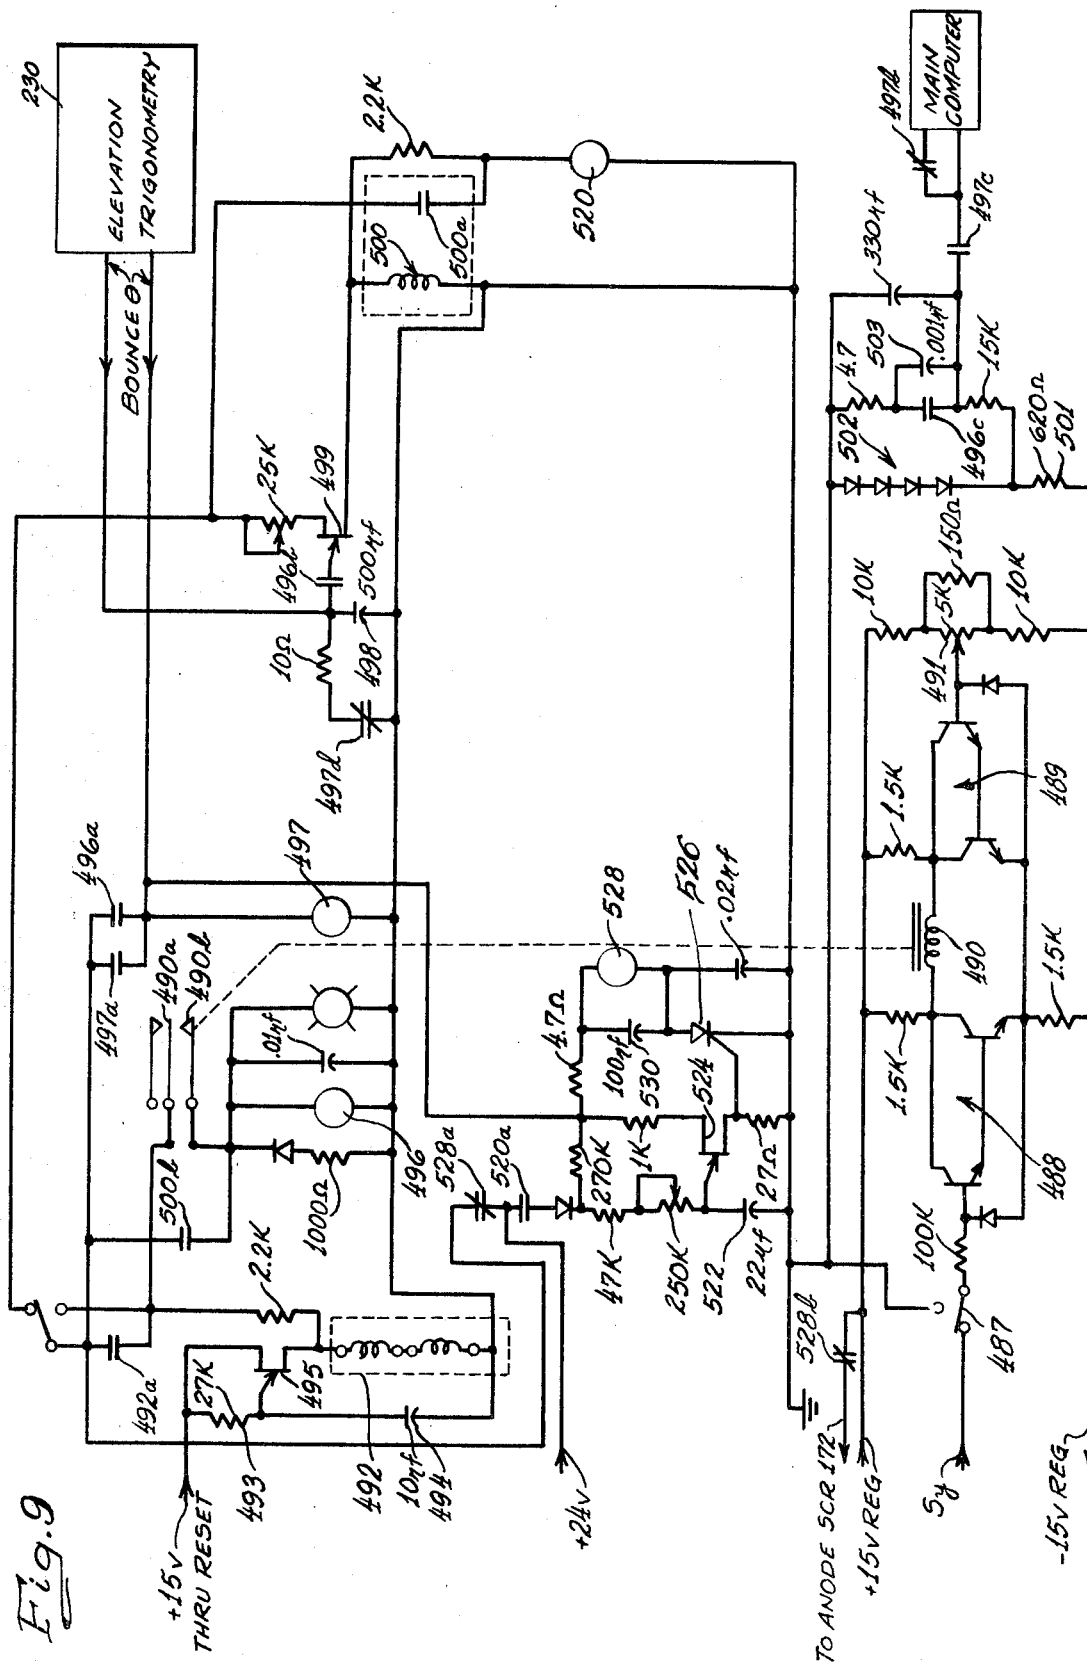 Fig. 9
230
ELEVATION
TRIGONOMETRY
BOUNCE θ2
2.2K
500
500a
520
25K
499
496b
500µf
10Ω
498
497d
496a
497a
497
490a
490b
.01µf
496
1000Ω
500b
2.2K
492a
27K
495
493
492
10µf
494
+15v
THRU RESET
+24v
528
526
.02µf
4.7Ω
100µf
530
524
1K
270K
27Ω
528a
520a
47K
250K
522
22µf
497b
MAIN
COMPUTER
497c
330µf
503
.001µf
4.7
15K
502
496c
620Ω
501
10K
150Ω
5K
491
10K
1.5K
489
490
1.5K
1.5K
488
100K
487
528b
TO ANODE SCR 172
+15v REG
Sy
-15v REG